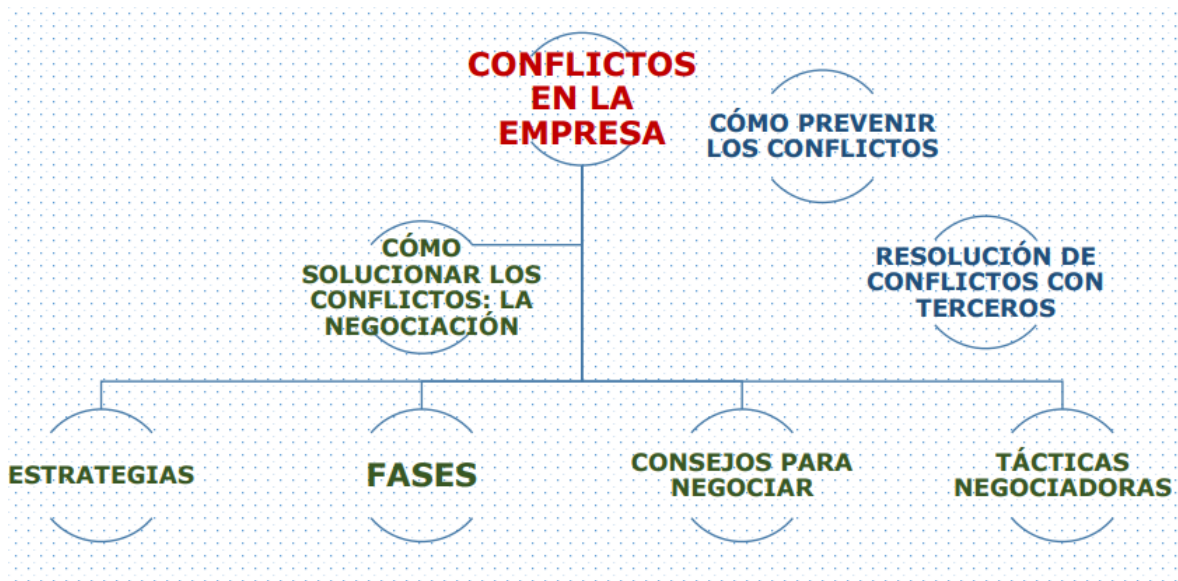 CONFLICTOS
EN LA
EMPRESA
CÓMO PREVENIR
LOS CONFLICTOS
CÓMO
SOLUCIONAR LOS
CONFLICTOS: LA
NEGOCIACIÓN
RESOLUCIÓN DE
CONFLICTOS CON
TERCEROS
ESTRATEGIAS
FASES
CONSEJOS PARA
NEGOCIAR
TÁCTICAS
NEGOCIADORAS